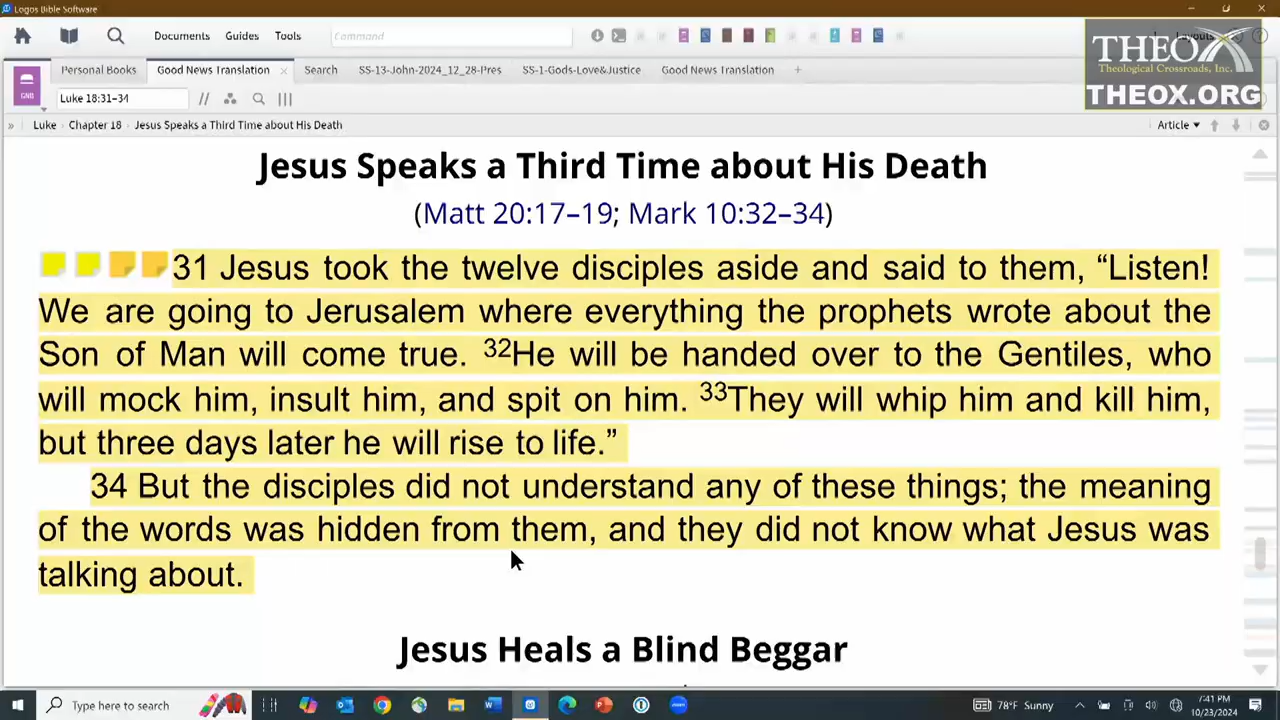 Logos Bible Software
Documents Guides Tools Command
THEOX
Theological Crossroads, Inc.
THEOX.ORG
Personal Books Good News Translation Search SS-13-John-20 SS-1-Gods-Love&Justice Good News Translation
GNB Luke 18:31–34
Luke Chapter 18 Jesus Speaks a Third Time about His Death Article
Jesus Speaks a Third Time about His Death
(Matt 20:17–19; Mark 10:32–34)
31 Jesus took the twelve disciples aside and said to them, “Listen!
We are going to Jerusalem where everything the prophets wrote about the
Son of Man will come true. 32He will be handed over to the Gentiles, who
will mock him, insult him, and spit on him. 33They will whip him and kill him,
but three days later he will rise to life.”
34 But the disciples did not understand any of these things; the meaning
of the words was hidden from them, and they did not know what Jesus was
talking about.
Jesus Heals a Blind Beggar
Type here to search
78°F Sunny
7:41 PM
10/23/2024